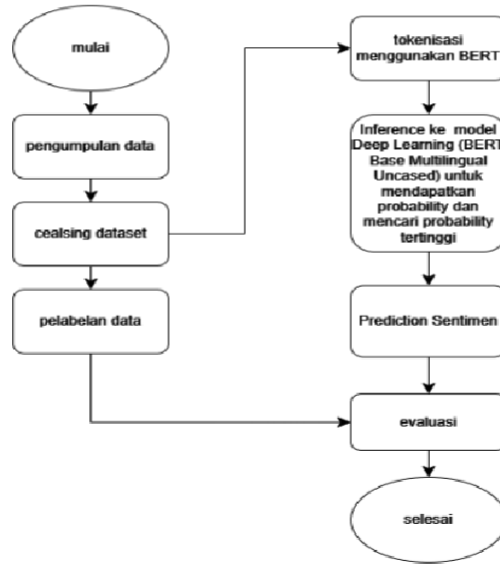 mulai
pengumpulan data
cealsing dataset
pelabelan data
tokenisasi
menggunakan BERT
Inference ke model
Deep Learning (BERT
Base Multilingual
Uncased) untuk
mendapatkan
probability dan
mencari probability
tertinggi
Prediction Sentimen
evaluasi
selesai